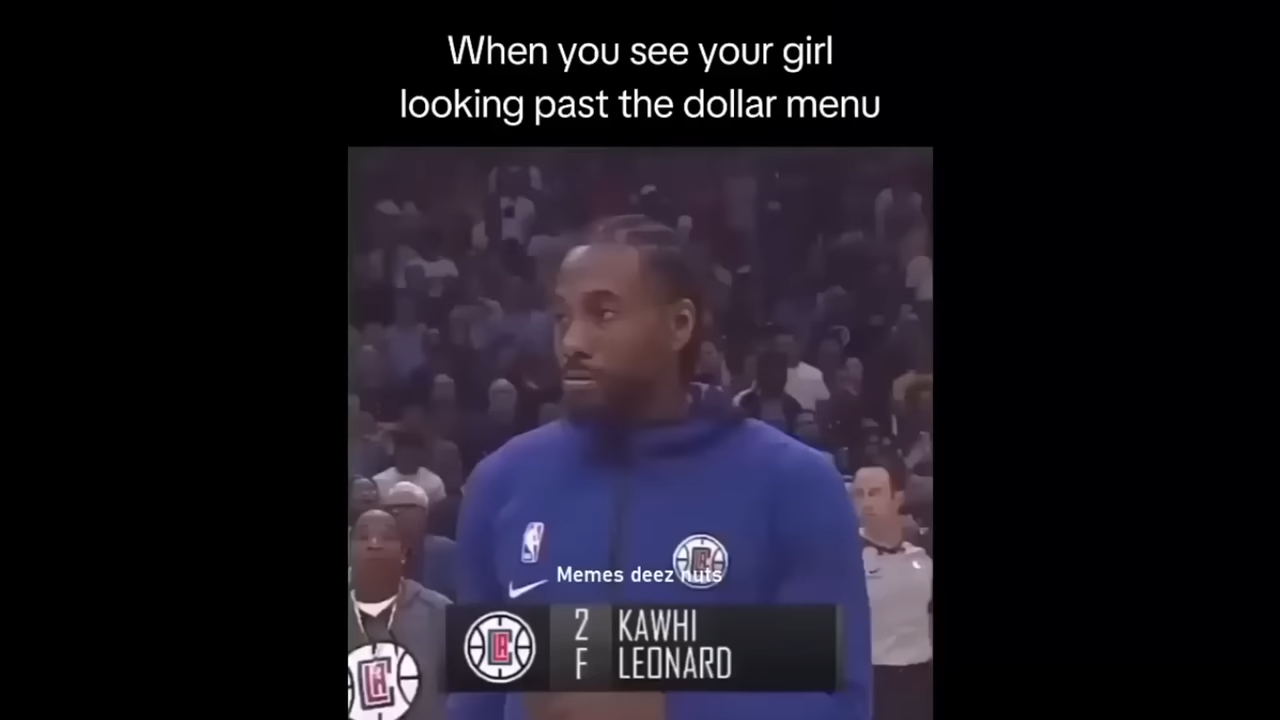 When you see your girl
looking past the dollar menu
Memes deez nuts
2 KAWHI
F LEONARD